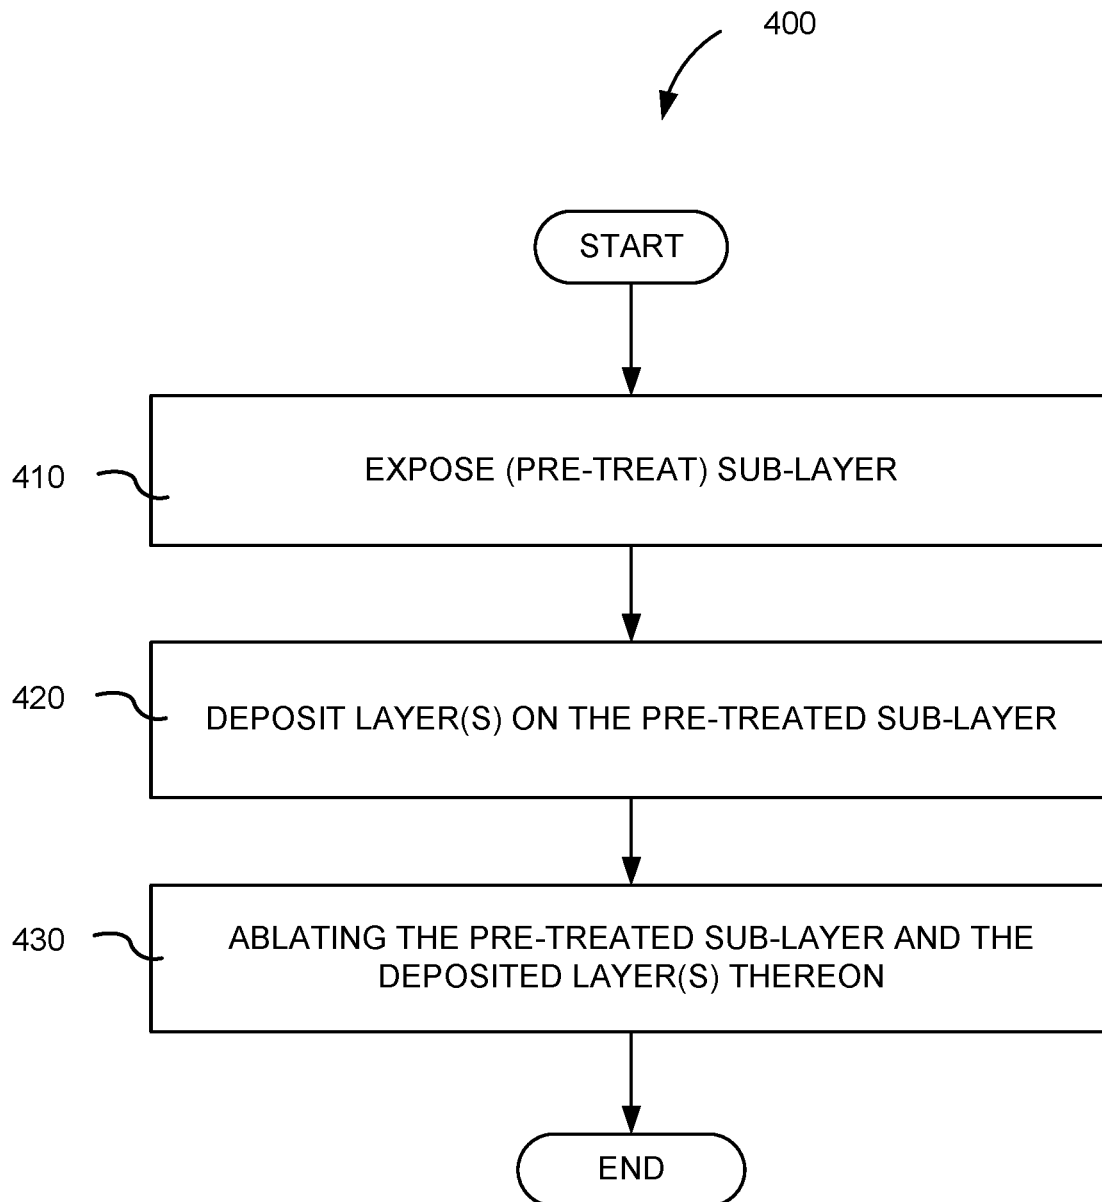 400
START
410
EXPOSE (PRE-TREAT) SUB-LAYER
420
DEPOSIT LAYER(S) ON THE PRE-TREATED SUB-LAYER
430
ABLATING THE PRE-TREATED SUB-LAYER AND THE
DEPOSITED LAYER(S) THEREON
END